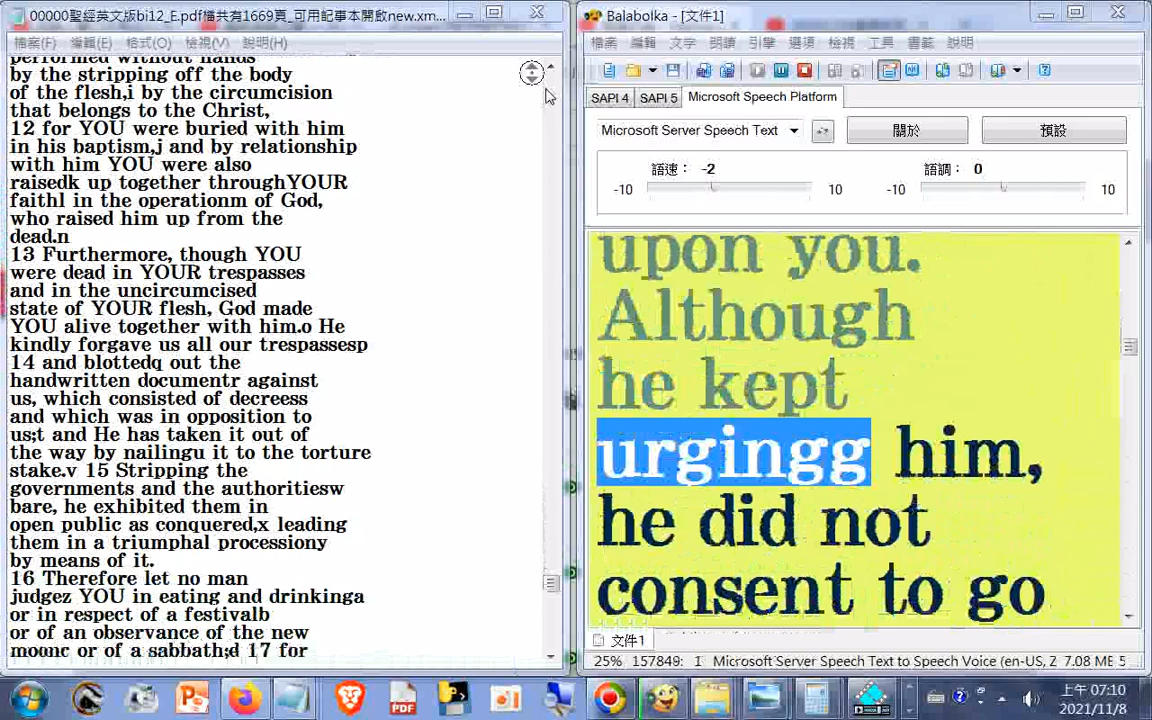 00000聖經英文版bi12_E.pdf檔共有1669頁_可用記事本開啟new.xm...
檔案(F) 編輯(E) 格式(O) 檢視(V) 說明(H)
performed without hands
by the stripping off the body
of the flesh,i by the circumcision
that belongs to the Christ,
12 for YOU were buried with him
in his baptism,j and by relationship
with him YOU were also
raisedk up together throughYOUR
faithl in the operationm of God,
who raised him up from the
dead.n
13 Furthermore, though YOU
were dead in YOUR trespasses
and in the uncircumcised
state of YOUR flesh, God made
YOU alive together with him.o He
kindly forgave us all our trespassesp
14 and blottedq out the
handwritten documentr against
us, which consisted of decreess
and which was in opposition to
us;t and He has taken it out of
the way by nailingu it to the torture
stake.v 15 Stripping the
governments and the authoritiesw
bare, he exhibited them in
open public as conquered,x leading
them in a triumphal processiony
by means of it.
16 Therefore let no man
judgez YOU in eating and drinkinga
or in respect of a festivalb
or of an observance of the new
moonc or of a sabbath;d 17 for
Balabolka - [文件1]
檔案 編輯 文字 朗讀 引擎 選項 檢視 工具 書籤 說明
SAPI 4 SAPI 5 Microsoft Speech Platform
Microsoft Server Speech Text 關於 預設
語速： -2 語調： 0
-10 10 -10 10
upon you.
Although
he kept
urgingg him,
he did not
consent to go
文件1
25% 157849: 1 Microsoft Server Speech Text to Speech Voice (en-US, Z 7.08 MB 5
PDF
上午 07:10
2021/11/8